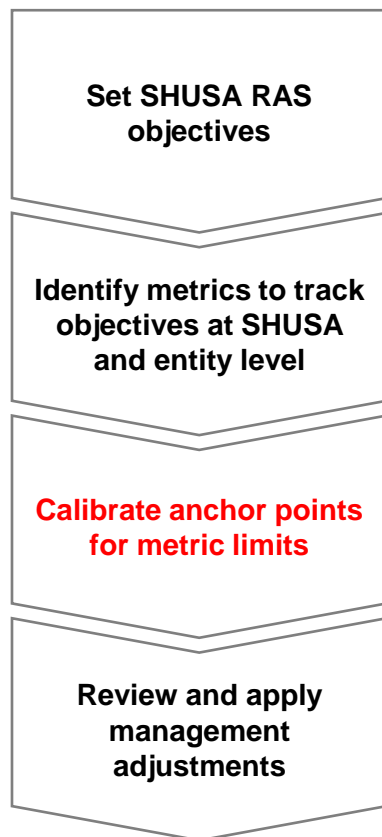 Set SHUSA RAS
objectives
Identify metrics to track
objectives at SHUSA
and entity level
Calibrate anchor points
for metric limits
Review and apply
management
adjustments